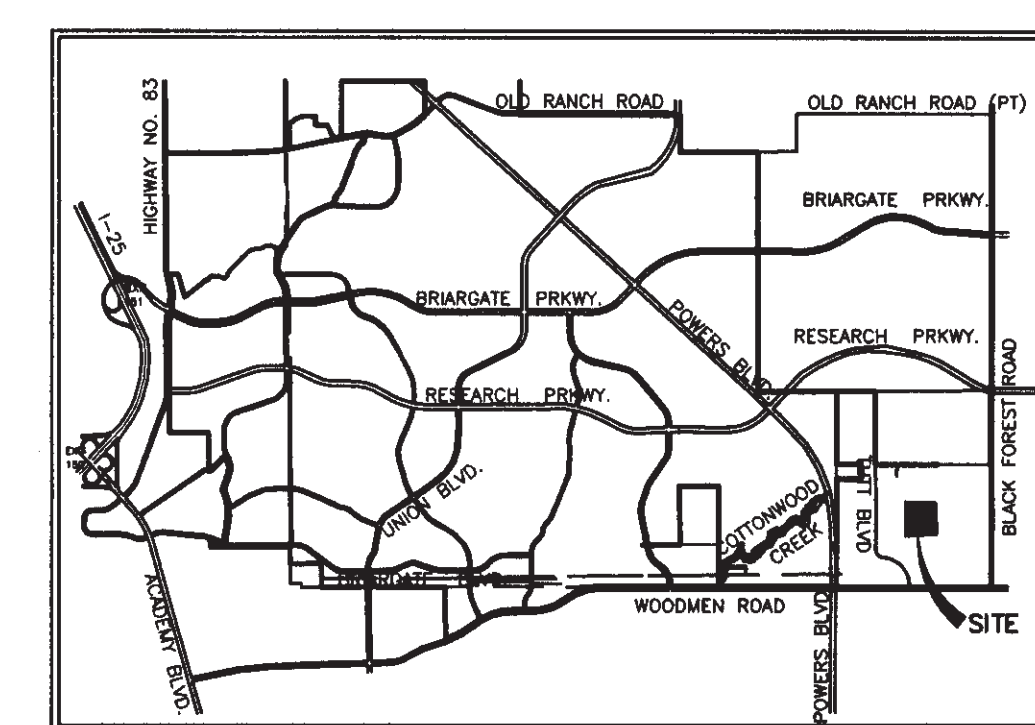 HIGHWAY NO. 83
OLD RANCH ROAD
OLD RANCH ROAD (PT)
I-25
BRIARGATE PRKWY.
BRIARGATE PRKWY.
POWERS BLVD.
RESEARCH PRKWY.
RESEARCH PRKWY.
BLACK FOREST ROAD
UNION BLVD.
COTTONWOOD
CREEK
BLVD
WOODMEN ROAD
SITE
ACADEMY BLVD.
POWERS BLVD.